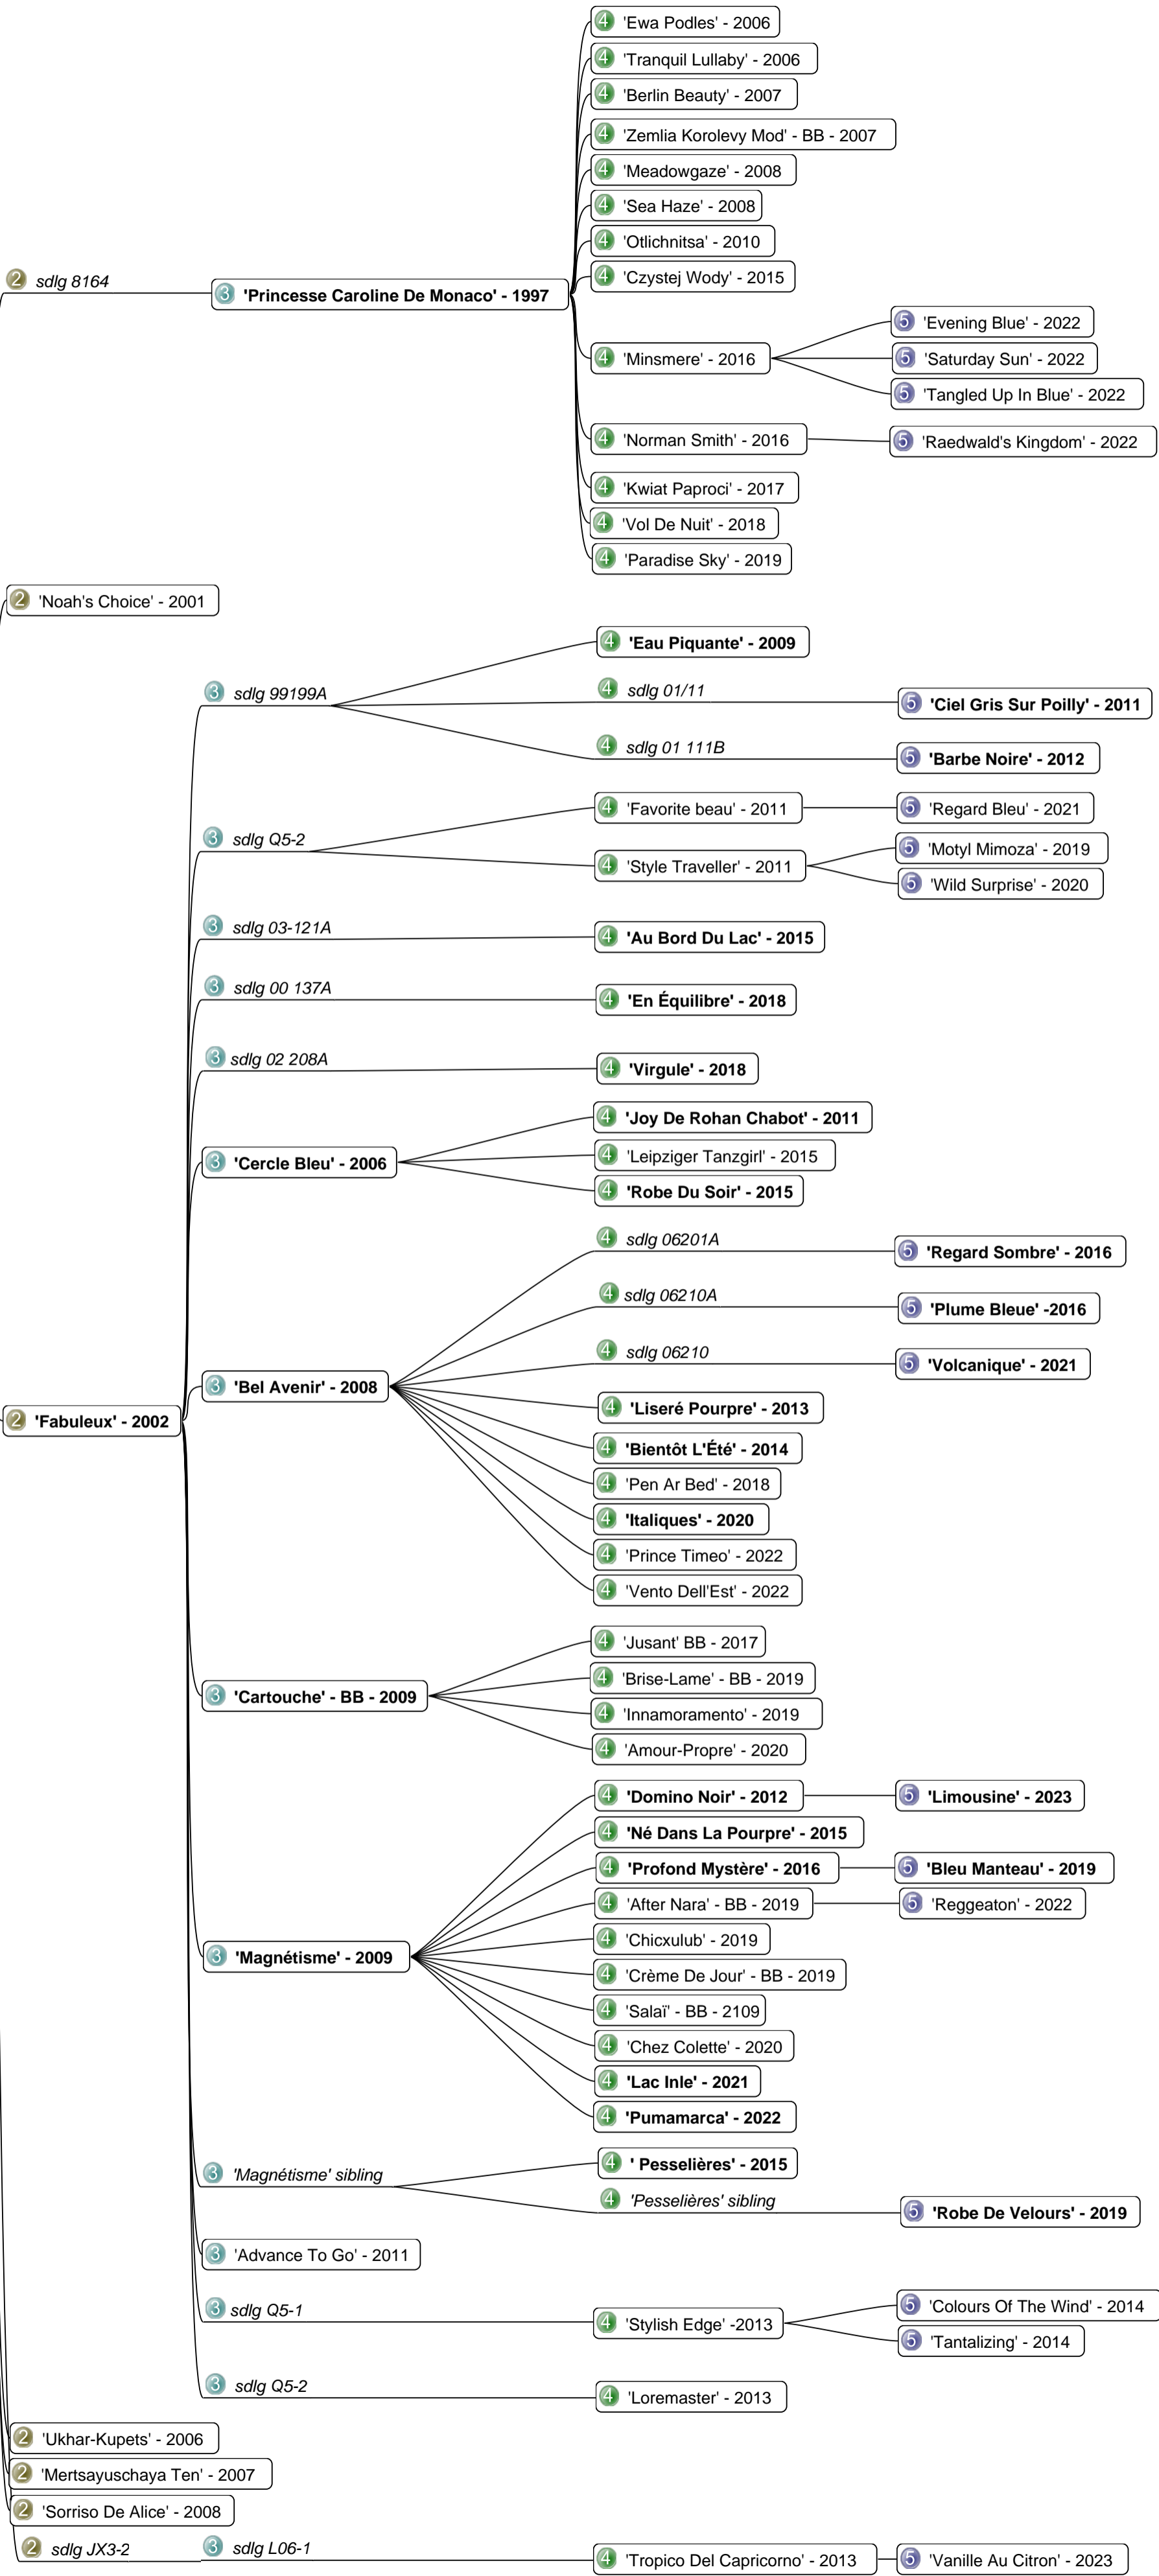 4 'Ewa Podles' - 2006
4 'Tranquil Lullaby' - 2006
4 'Berlin Beauty' - 2007
4 'Zemlia Korolevy Mod' - BB - 2007
4 'Meadowgaze' - 2008
4 'Sea Haze' - 2008
4 'Otlichnitsa' - 2010
4 'Czystej Wody' - 2015
2 sdlg 8164
3 'Princesse Caroline De Monaco' - 1997
5 'Evening Blue' - 2022
4 'Minsmere' - 2016
5 'Saturday Sun' - 2022
5 'Tangled Up In Blue' - 2022
4 'Norman Smith' - 2016
5 'Raedwald's Kingdom' - 2022
4 'Kwiat Paproci' - 2017
4 'Vol De Nuit' - 2018
4 'Paradise Sky' - 2019
2 'Noah's Choice' - 2001
4 'Eau Piquante' - 2009
3 sdlg 99199A
4 sdlg 01/11
5 'Ciel Gris Sur Poilly' - 2011
4 sdlg 01 111B
5 'Barbe Noire' - 2012
4 'Favorite beau' - 2011
5 'Regard Bleu' - 2021
3 sdlg Q5-2
5 'Motyl Mimoza' - 2019
4 'Style Traveller' - 2011
5 'Wild Surprise' - 2020
3 sdlg 03-121A
4 'Au Bord Du Lac' - 2015
3 sdlg 00 137A
4 'En Équilibre' - 2018
3 sdlg 02 208A
4 'Virgule' - 2018
4 'Joy De Rohan Chabot' - 2011
3 'Cercle Bleu' - 2006
4 'Leipziger Tanzgirl' - 2015
4 'Robe Du Soir' - 2015
4 sdlg 06201A
5 'Regard Sombre' - 2016
4 sdlg 06210A
5 'Plume Bleue' -2016
4 sdlg 06210
5 'Volcanique' - 2021
3 'Bel Avenir' - 2008
4 'Liseré Pourpre' - 2013
2 'Fabuleux' - 2002
4 'Bientôt L'Été' - 2014
4 'Pen Ar Bed' - 2018
4 'Italiques' - 2020
4 'Prince Timeo' - 2022
4 'Vento Dell'Est' - 2022
4 'Jusant' BB - 2017
4 'Brise-Lame' - BB - 2019
3 'Cartouche' - BB - 2009
4 'Innamoramento' - 2019
4 'Amour-Propre' - 2020
4 'Domino Noir' - 2012
5 'Limousine' - 2023
4 'Né Dans La Pourpre' - 2015
4 'Profond Mystère' - 2016
5 'Bleu Manteau' - 2019
4 'After Nara' - BB - 2019
5 'Reggeaton' - 2022
4 'Chicxulub' - 2019
3 'Magnétisme' - 2009
4 'Crème De Jour' - BB - 2019
4 'Salaï' - BB - 2109
4 'Chez Colette' - 2020
4 'Lac Inle' - 2021
4 'Pumamarca' - 2022
4 ' Pesselières' - 2015
3 'Magnétisme' sibling
4 'Pesselières' sibling
5 'Robe De Velours' - 2019
3 'Advance To Go' - 2011
5 'Colours Of The Wind' - 2014
3 sdlg Q5-1
4 'Stylish Edge' -2013
5 'Tantalizing' - 2014
3 sdlg Q5-2
4 'Loremaster' - 2013
2 'Ukhar-Kupets' - 2006
2 'Mertsayuschaya Ten' - 2007
2 'Sorriso De Alice' - 2008
2 sdlg JX3-2
3 sdlg L06-1
4 'Tropico Del Capricorno' - 2013
5 'Vanille Au Citron' - 2023